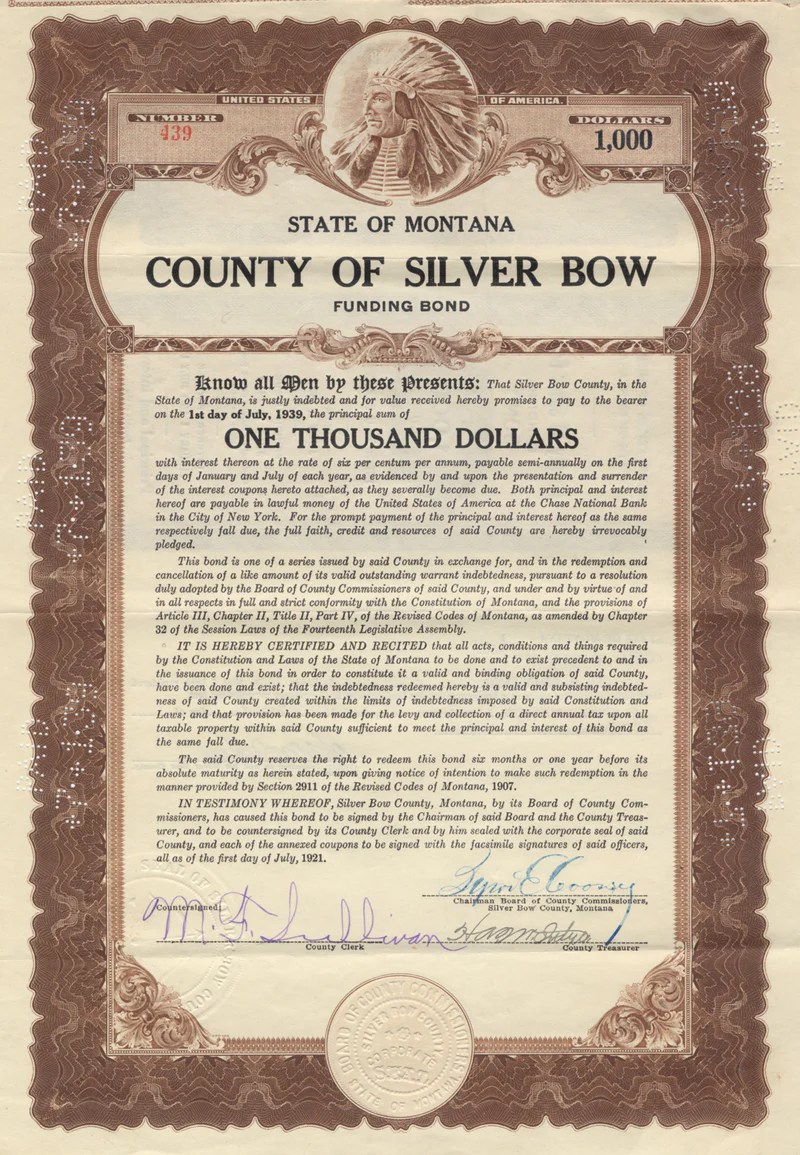 UNITED STATES OF AMERICA.
NUMBER
439
DOLLARS
1,000
STATE OF MONTANA
COUNTY OF SILVER BOW
FUNDING BOND
Know all Men by these Presents: That Silver Bow County, in the
State of Montana, is justly indebted and for value received hereby promises to pay to the bearer
on the 1st day of July, 1939, the principal sum of
ONE THOUSAND DOLLARS
with interest thereon at the rate of six per centum per annum, payable semi-annually on the first
days of January and July of each year, as evidenced by and upon the presentation and surrender
of the interest coupons hereto attached, as they severally become due. Both principal and interest
hereof are payable in lawful money of the United States of America at the Chase National Bank
in the City of New York. For the prompt payment of the principal and interest hereof as the same
respectively fall due, the full faith, credit and resources of said County are hereby irrevocably
pledged.
This bond is one of a series issued by said County in exchange for, and in the redemption and
cancellation of a like amount of its valid outstanding warrant indebtedness, pursuant to a resolution
duly adopted by the Board of County Commissioners of said County, and under and by virtue of and
in all respects in full and strict conformity with the Constitution of Montana, and the provisions of
Article III, Chapter II, Title II, Part IV, of the Revised Codes of Montana, as amended by Chapter
32 of the Session Laws of the Fourteenth Legislative Assembly.
IT IS HEREBY CERTIFIED AND RECITED that all acts, conditions and things required
by the Constitution and Laws of the State of Montana to be done and to exist precedent to and in
the issuance of this bond in order to constitute it a valid and binding obligation of said County,
have been done and exist; that the indebtedness redeemed hereby is a valid and subsisting indebted-
ness of said County created within the limits of indebtedness imposed by said Constitution and
Laws; and that provision has been made for the levy and collection of a direct annual tax upon all
taxable property within said County sufficient to meet the principal and interest of this bond as
the same fall due.
The said County reserves the right to redeem this bond six months or one year before its
absolute maturity as herein stated, upon giving notice of intention to make such redemption in the
manner provided by Section 2911 of the Revised Codes of Montana, 1907.
IN TESTIMONY WHEREOF, Silver Bow County, Montana, by its Board of County Com-
missioners, has caused this bond to be signed by the Chairman of said Board and the County Treas-
urer, and to be countersigned by its County Clerk and by him sealed with the corporate seal of said
County, and each of the annexed coupons to be signed with the facsimile signatures of said officers,
all as of the first day of July, 1921.
Chairman Board of County Commissioners,
Silver Bow County, Montana
Countersigned:
M. F. Sullivan
County Clerk
County Treasurer
BOARD OF COUNTY COMMISSIONERS
SILVER BOW COUNTY
STATE OF MONTANA